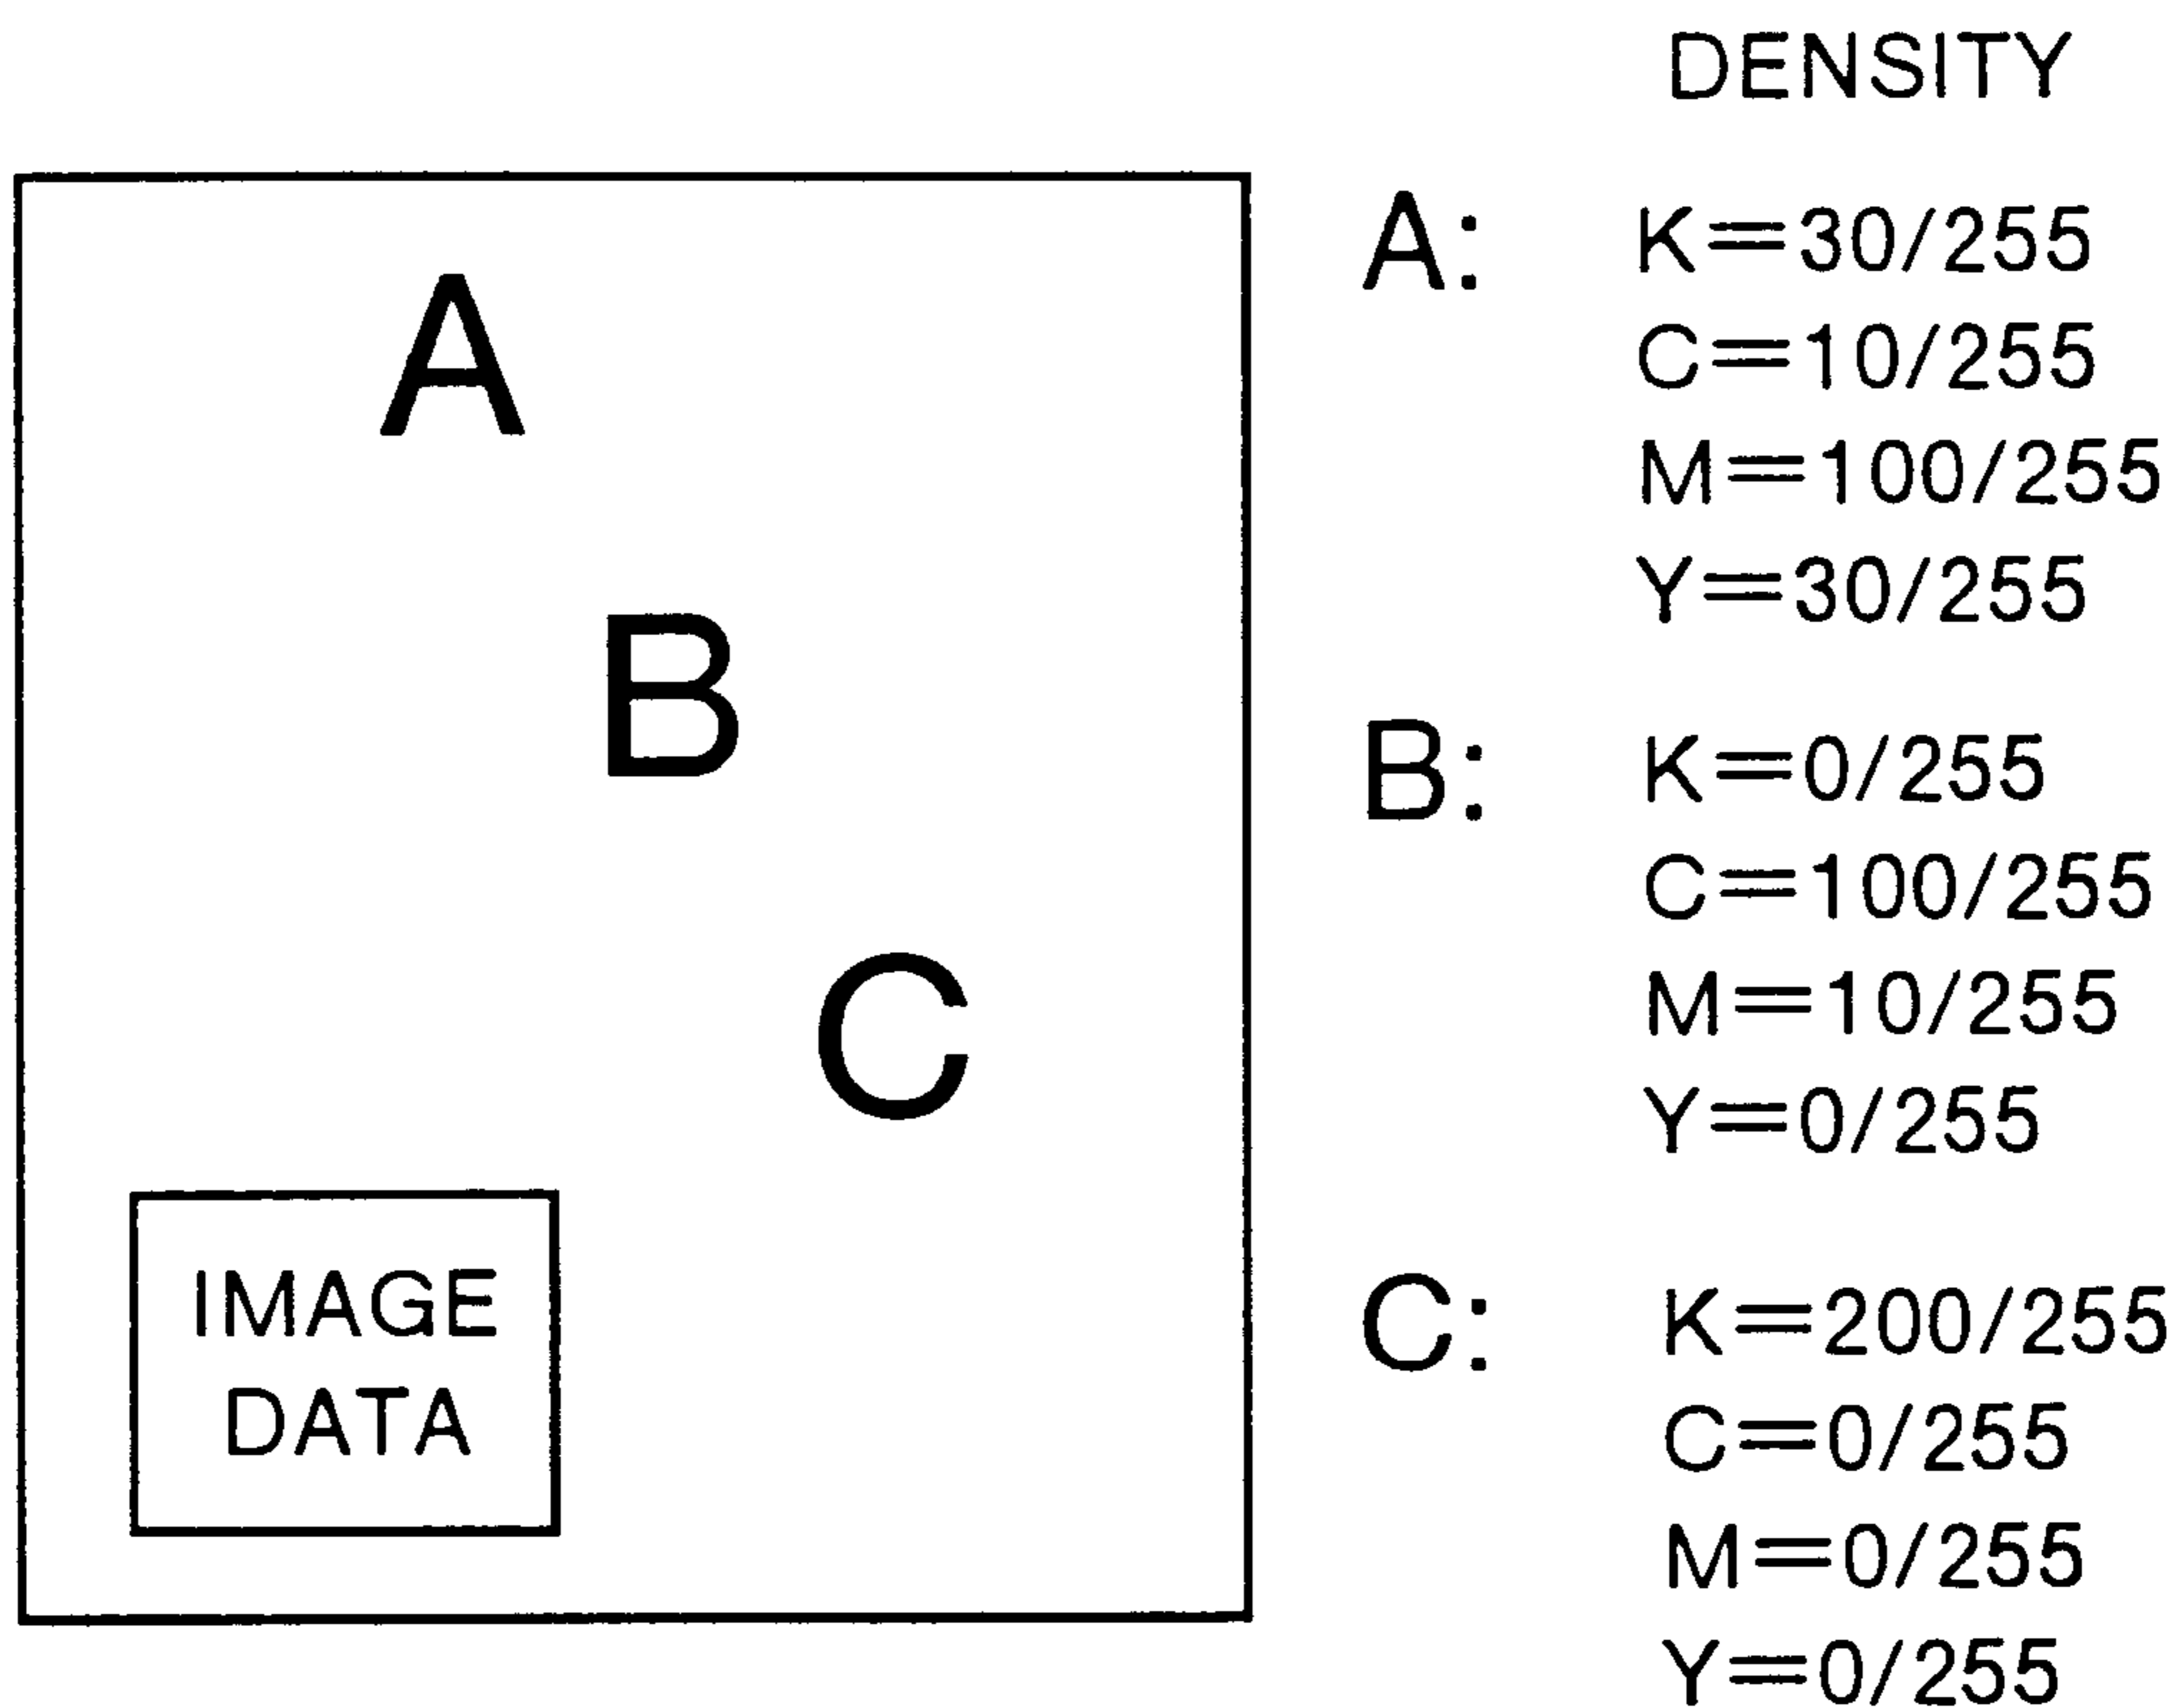 DENSITY
A
B
C
IMAGE
DATA
A: K=30/255
C=10/255
M=100/255
Y=30/255
B: K=0/255
C=100/255
M=10/255
Y=0/255
C: K=200/255
C=0/255
M=0/255
Y=0/255